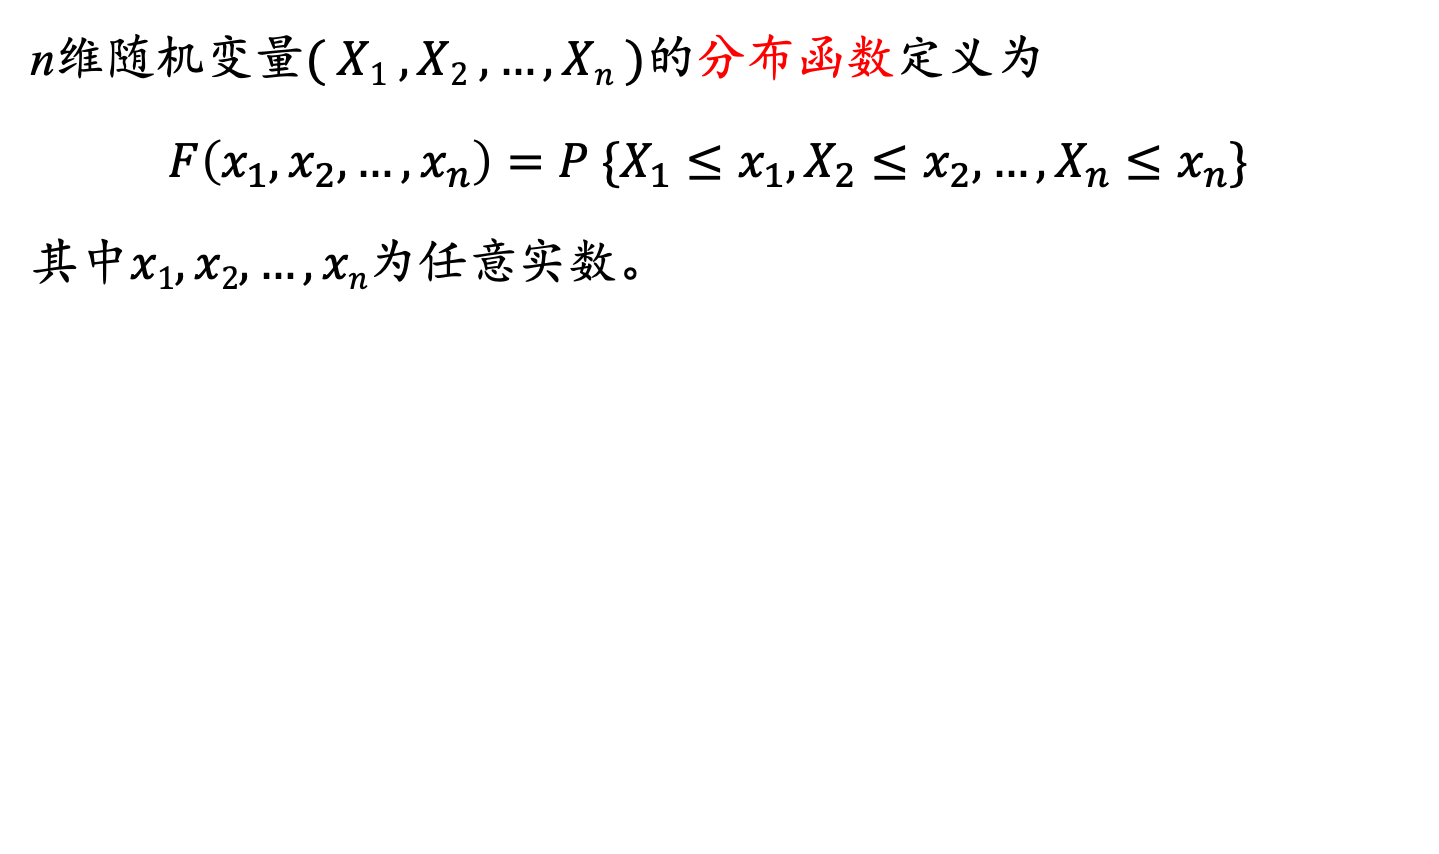 n维随机变量( X₁ ,X₂ , … ,Xₙ )的分布函数定义为
F(x₁, x₂, … , xₙ) = P {X₁ ≤ x₁, X₂ ≤ x₂, … , Xₙ ≤ xₙ}
其中x₁, x₂, … , xₙ为任意实数。